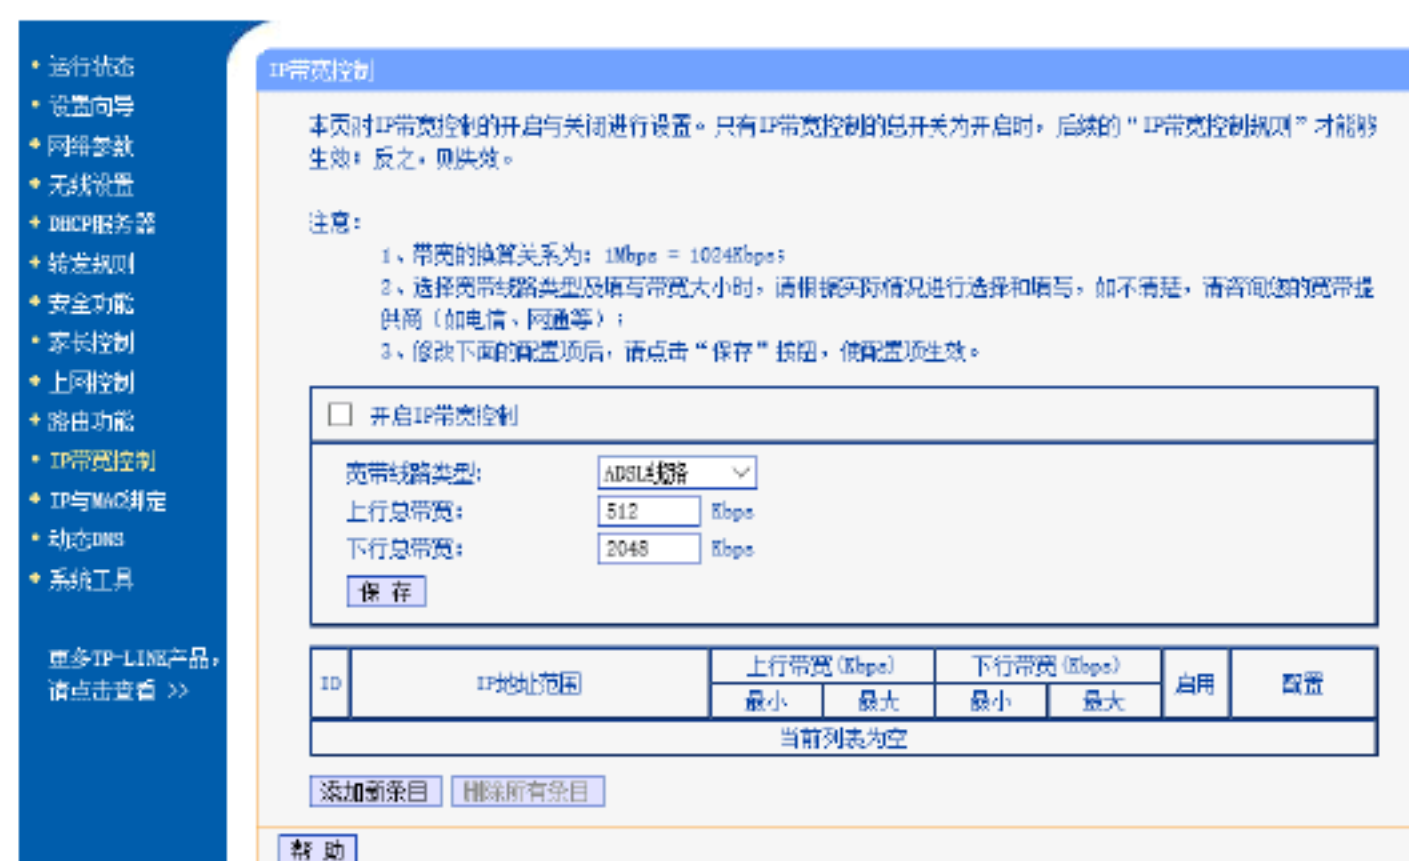 运行状态
设置向导
网络参数
无线设置
DHCP服务器
转发规则
安全功能
家长控制
上网控制
路由功能
IP带宽控制
IP与MAC绑定
动态DNS
系统工具
更多TP-LINK产品，
请点击查看 >>
IP带宽控制
本页对IP带宽控制的开启与关闭进行设置。只有IP带宽控制的总开关为开启时，后续的“IP带宽控制规则”才能够
生效；反之，则失效。
注意：
1、带宽的换算关系为：1Mbps = 1024Kbps；
2、选择宽带线路类型及填写带宽大小时，请根据实际情况进行选择和填写，如不清楚，请咨询您的宽带提
供商（如电信、网通等）；
3、修改下面的配置项后，请点击“保存”按钮，使配置项生效。
开启IP带宽控制
宽带线路类型： ADSL线路
上行总带宽： 512 Kbps
下行总带宽： 2048 Kbps
保 存
ID IP地址范围 上行带宽(Kbps) 下行带宽(Kbps) 启用 配置
最小 最大 最小 最大
当前列表为空
添加新条目 删除所有条目
帮 助